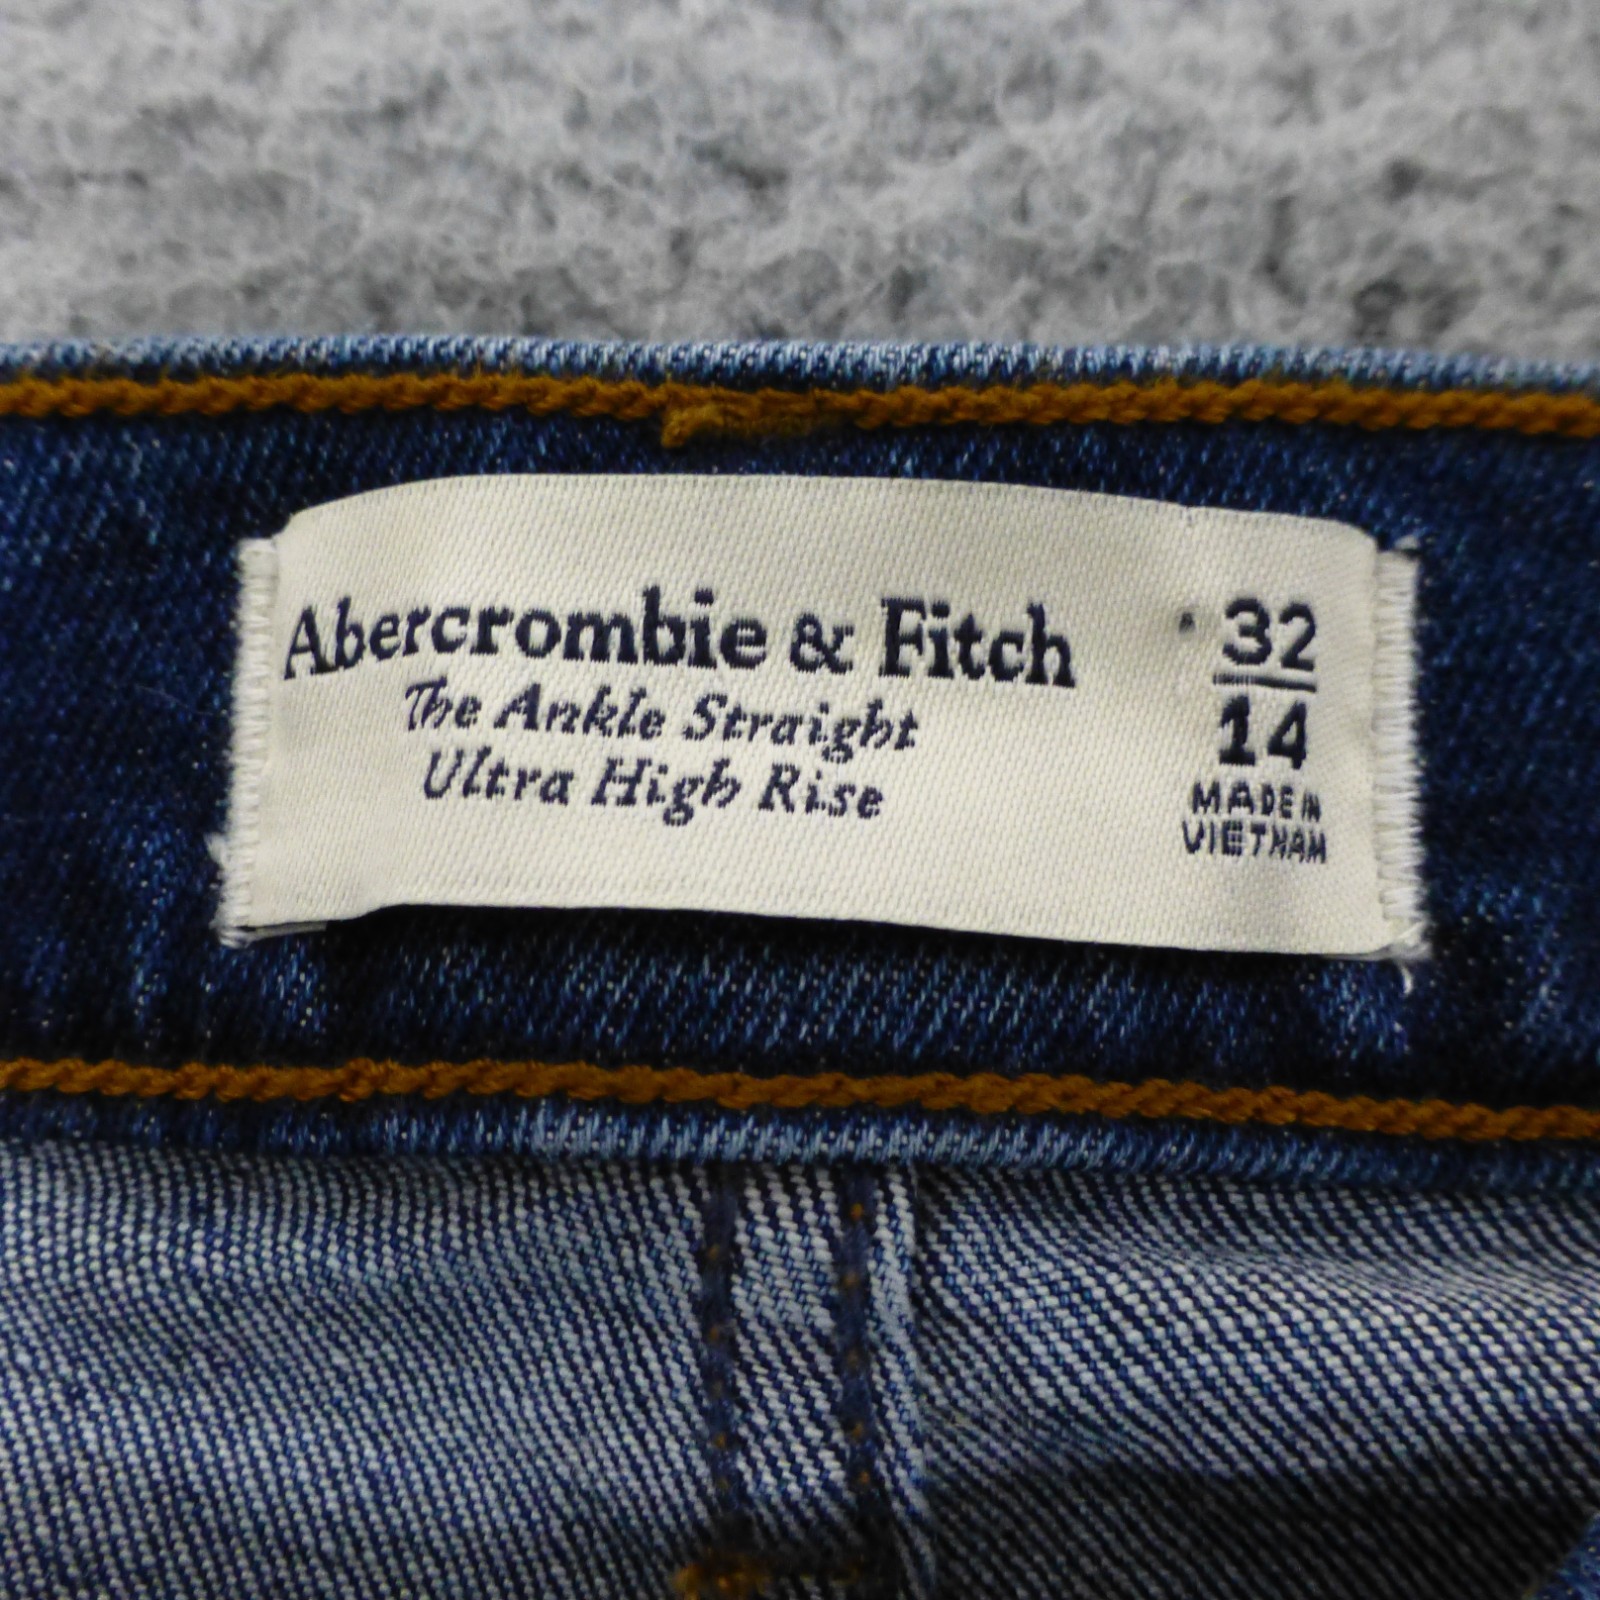 Abercrombie & Fitch
The Ankle Straight
Ultra High Rise
32
14
MADE IN
VIETNAM